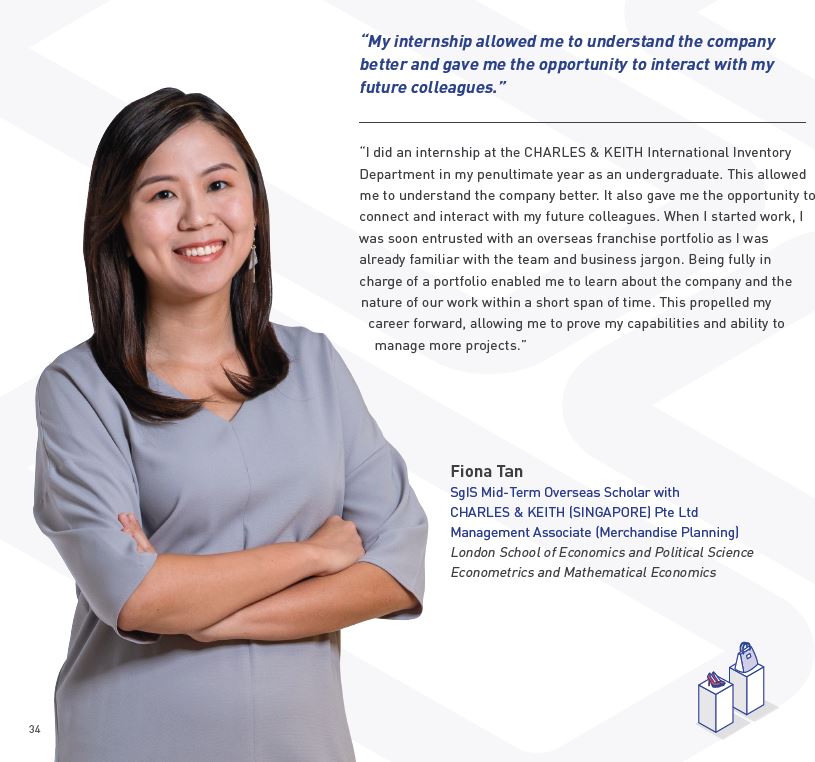 “My internship allowed me to understand the company
better and gave me the opportunity to interact with my
future colleagues.”
“I did an internship at the CHARLES & KEITH International Inventory
Department in my penultimate year as an undergraduate. This allowed
me to understand the company better. It also gave me the opportunity to
connect and interact with my future colleagues. When I started work, I
was soon entrusted with an overseas franchise portfolio as I was
already familiar with the team and business jargon. Being fully in
charge of a portfolio enabled me to learn about the company and the
nature of our work within a short span of time. This propelled my
career forward, allowing me to prove my capabilities and ability to
manage more projects.”
Fiona Tan
SgIS Mid-Term Overseas Scholar with
CHARLES & KEITH (SINGAPORE) Pte Ltd
Management Associate (Merchandise Planning)
London School of Economics and Political Science
Econometrics and Mathematical Economics
34